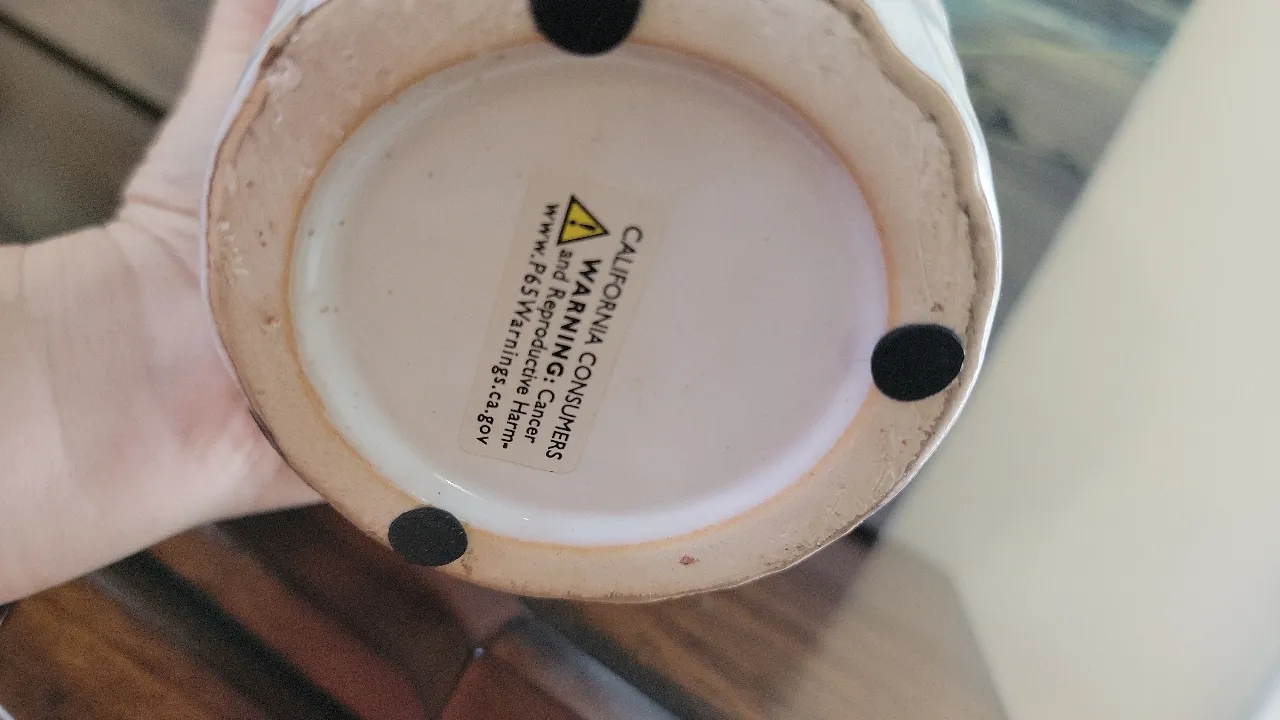 CALIFORNIA CONSUMERS
WARNING: Cancer
and Reproductive Harm-
www.P65Warnings.ca.gov